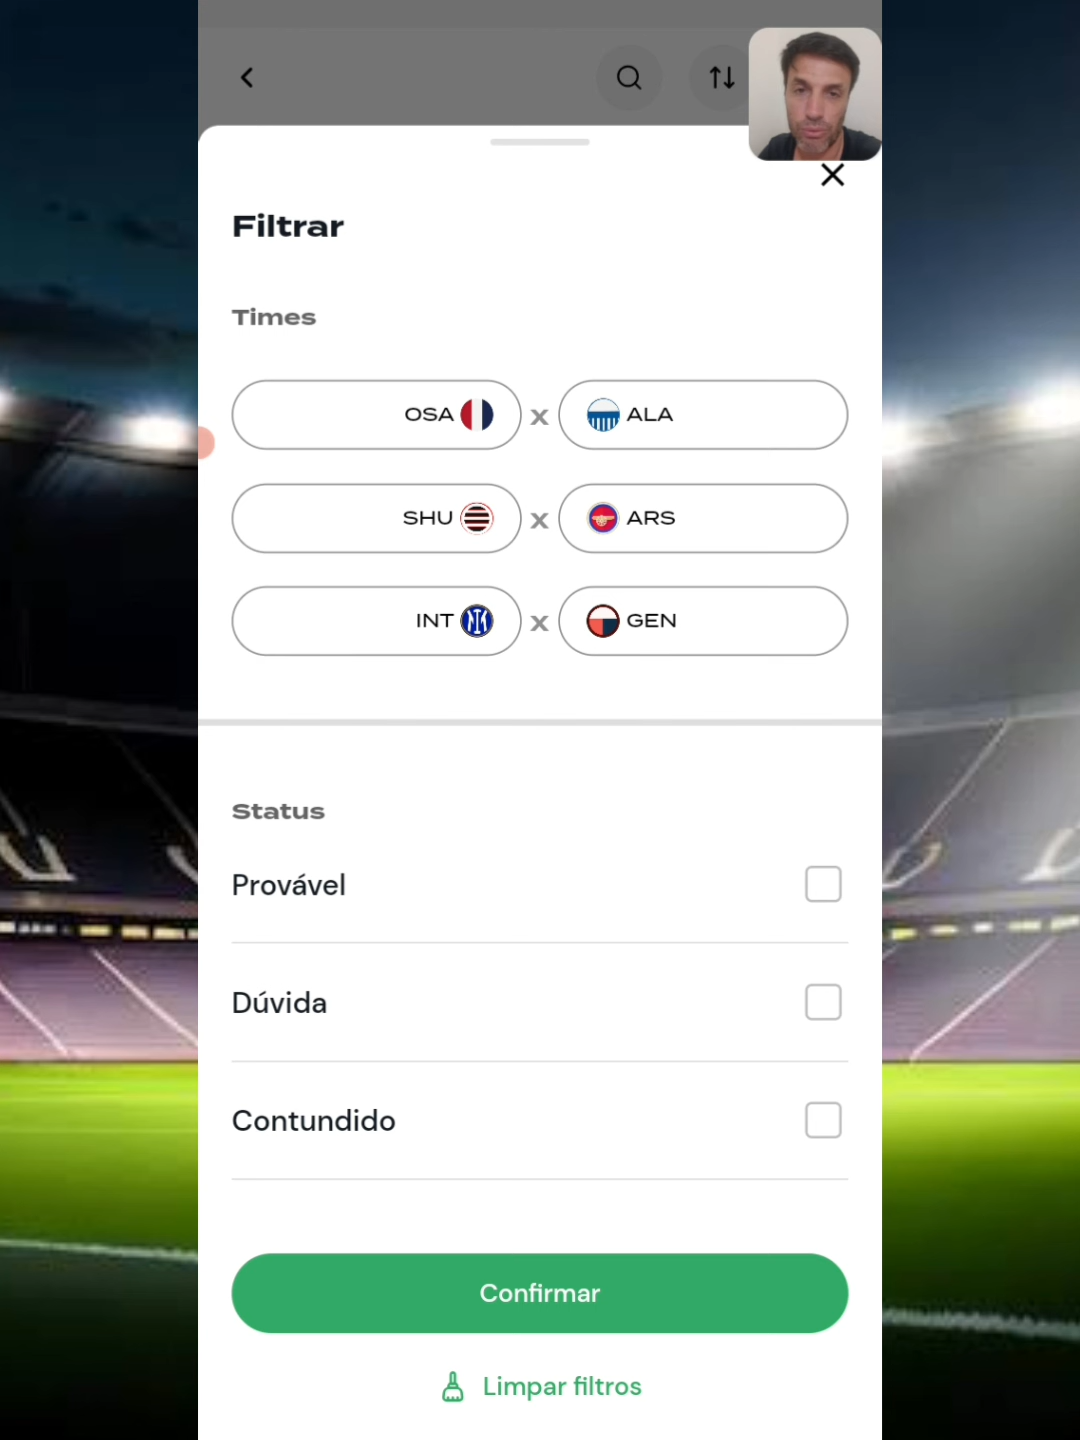 Filtrar
Times
OSA x ALA
SHU x ARS
INT x GEN
Status
Provável
Dúvida
Contundido
Confirmar
Limpar filtros